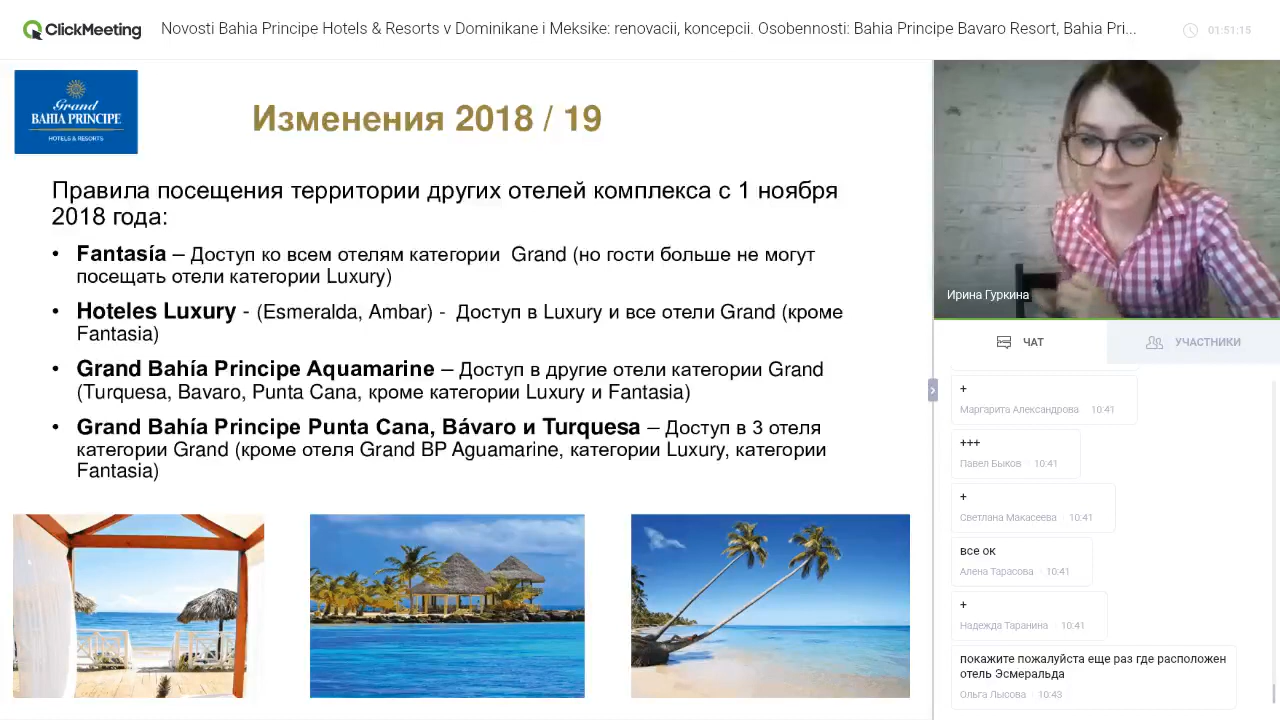 ClickMeeting
Novosti Bahia Principe Hotels & Resorts v Dominikane i Meksike: renovacii, koncepcii. Osobennosti: Bahia Principe Bavaro Resort, Bahia Pri...
01:51:15
Grand
BAHIA PRINCIPE
HOTELS & RESORTS
Изменения 2018 / 19
Правила посещения территории других отелей комплекса с 1 ноября
2018 года:
• Fantasía – Доступ ко всем отелям категории Grand (но гости больше не могут
посещать отели категории Luxury)
• Hoteles Luxury - (Esmeralda, Ambar) - Доступ в Luxury и все отели Grand (кроме
Fantasia)
• Grand Bahía Principe Aquamarine – Доступ в другие отели категории Grand
(Turquesa, Bavaro, Punta Cana, кроме категории Luxury и Fantasia)
• Grand Bahía Principe Punta Cana, Bávaro и Turquesa – Доступ в 3 отеля
категории Grand (кроме отеля Grand BP Aguamarine, категории Luxury, категории
Fantasia)
Ирина Гуркина
ЧАТ
УЧАСТНИКИ
+
Маргарита Александрова 10:41
+++
Павел Быков 10:41
+
Светлана Макасеева 10:41
все ок
Алена Тарасова 10:41
+
Надежда Таранина 10:41
покажите пожалуйста еще раз где расположен
отель Эсмеральда
Ольга Лысова 10:43